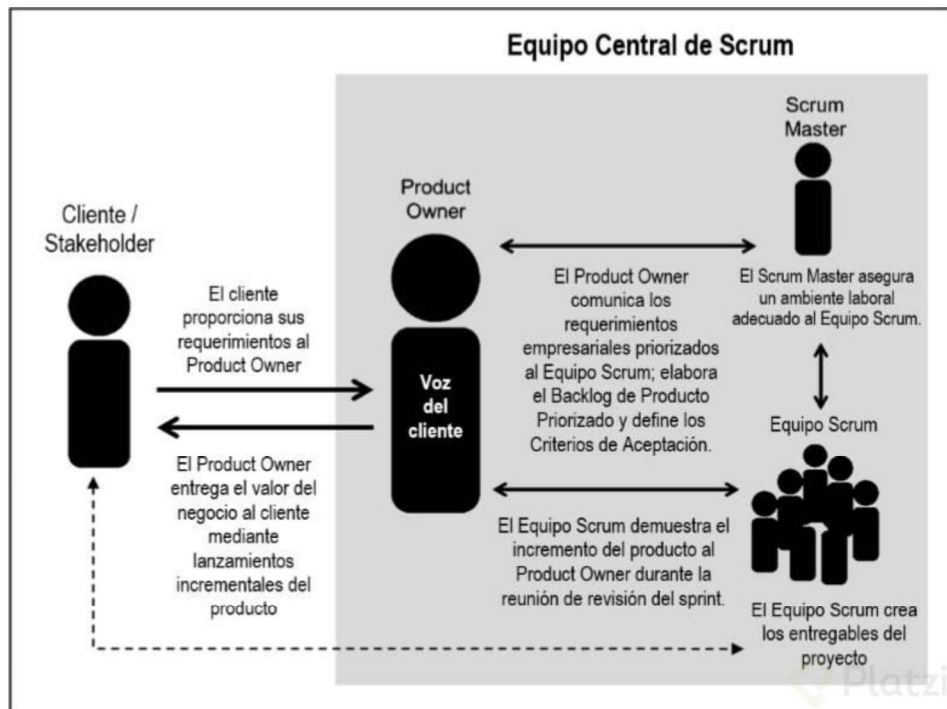 Equipo Central de Scrum
Scrum
Master
Product
Owner
Cliente /
Stakeholder
El cliente
proporciona sus
requerimientos al
Product Owner
Voz
del
cliente
El Product Owner
entrega el valor del
negocio al cliente
mediante
lanzamientos
incrementales del
producto
El Product Owner
comunica los
requerimientos
empresariales priorizados
al Equipo Scrum; elabora
el Backlog de Producto
Priorizado y define los
Criterios de Aceptación.
El Scrum Master asegura
un ambiente laboral
adecuado al Equipo Scrum.
Equipo Scrum
El Equipo Scrum demuestra el
incremento del producto al
Product Owner durante la
reunión de revisión del sprint.
El Equipo Scrum crea
los entregables del
proyecto
Platzi